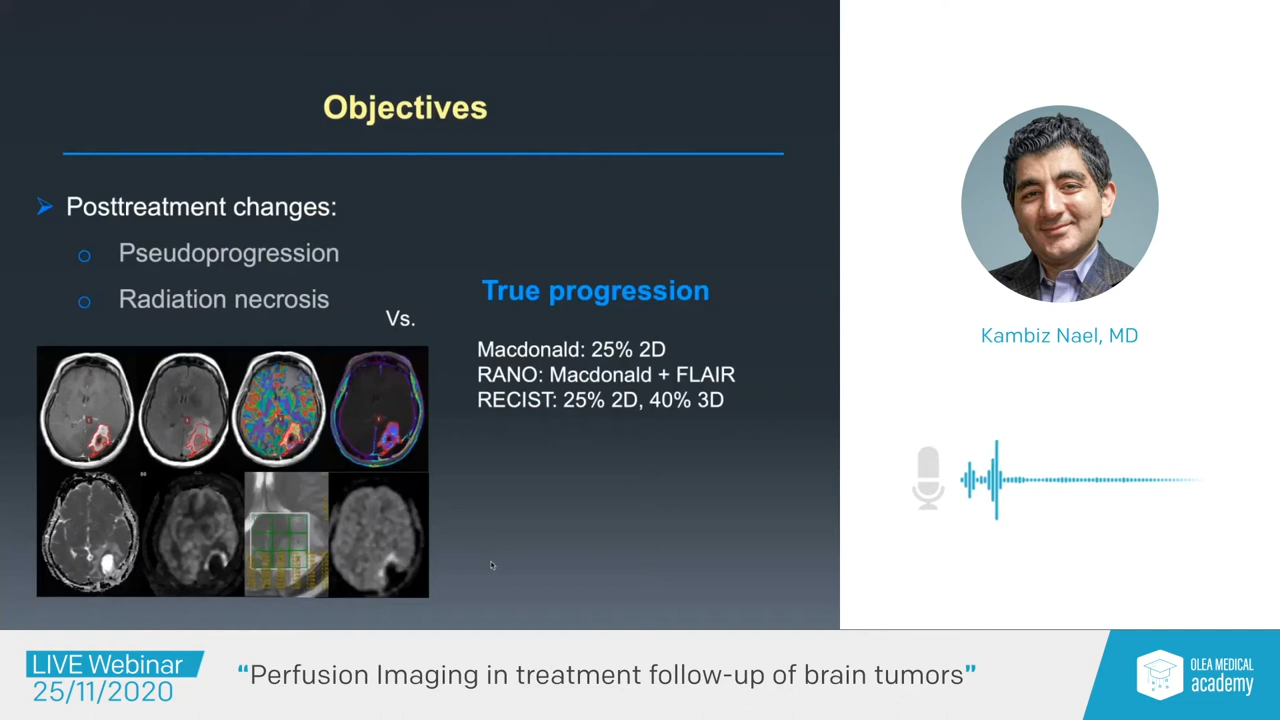 Objectives
Posttreatment changes:
Pseudoprogression
Radiation necrosis
Vs.
True progression
Macdonald: 25% 2D
RANO: Macdonald + FLAIR
RECIST: 25% 2D, 40% 3D
Kambiz Nael, MD
LIVE Webinar
25/11/2020
“Perfusion Imaging in treatment follow-up of brain tumors”
OLEA MEDICAL
academy